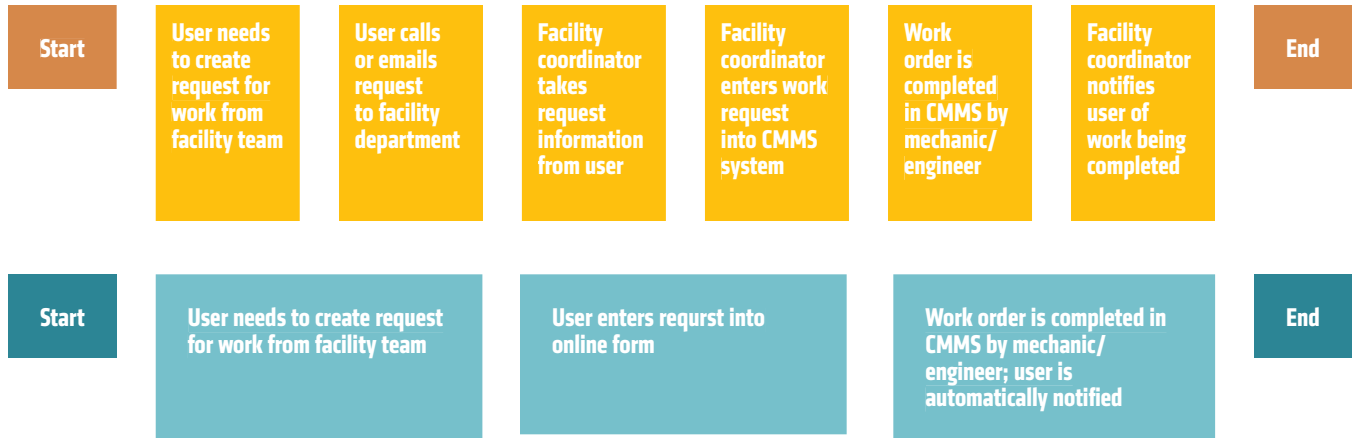 Start
User needs
to create
request for
work from
facility team
User calls
or emails
request
to facility
department
Facility
coordinator
takes
request
information
from user
Facility
coordinator
enters work
request
into CMMS
system
Work
order is
completed
in CMMS by
mechanic/
engineer
Facility
coordinator
notifies
user of
work being
completed
End
Start
User needs to create request
for work from facility team
User enters requrst into
online form
Work order is completed in
CMMS by mechanic/
engineer; user is
automatically notified
End